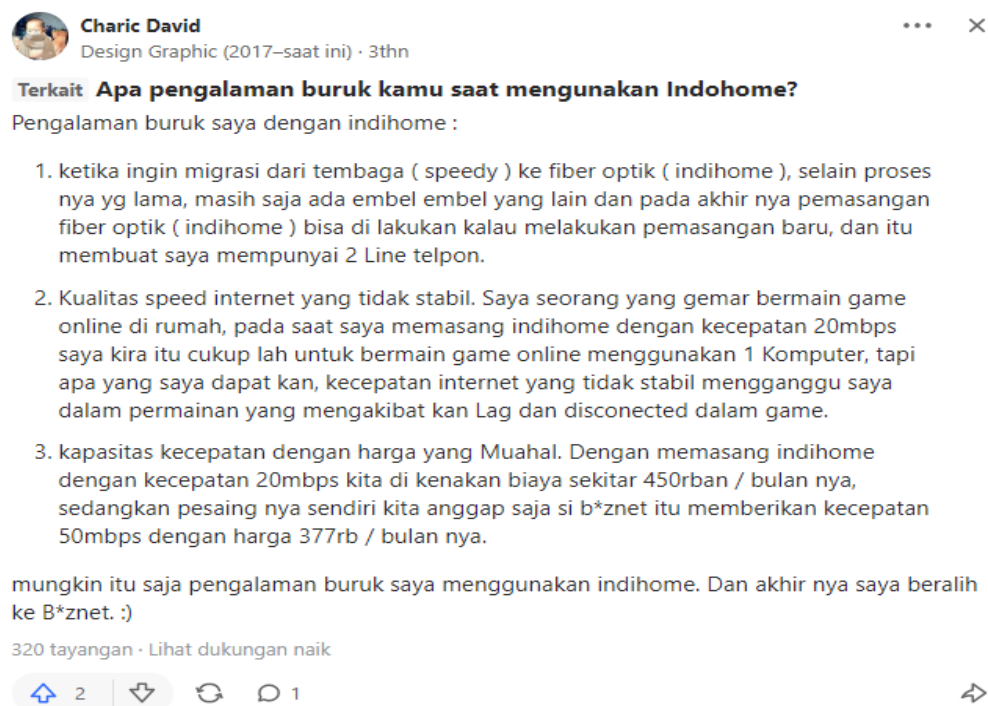 Charic David
Design Graphic (2017–saat ini) · 3thn
Terkait Apa pengalaman buruk kamu saat mengunakan Indohome?
Pengalaman buruk saya dengan indihome :
1. ketika ingin migrasi dari tembaga ( speedy ) ke fiber optik ( indihome ), selain proses
nya yg lama, masih saja ada embel embel yang lain dan pada akhir nya pemasangan
fiber optik ( indihome ) bisa di lakukan kalau melakukan pemasangan baru, dan itu
membuat saya mempunyai 2 Line telpon.
2. Kualitas speed internet yang tidak stabil. Saya seorang yang gemar bermain game
online di rumah, pada saat saya memasang indihome dengan kecepatan 20mbps
saya kira itu cukup lah untuk bermain game online menggunakan 1 Komputer, tapi
apa yang saya dapat kan, kecepatan internet yang tidak stabil mengganggu saya
dalam permainan yang mengakibat kan Lag dan disconected dalam game.
3. kapasitas kecepatan dengan harga yang Muahal. Dengan memasang indihome
dengan kecepatan 20mbps kita di kenakan biaya sekitar 450rban / bulan nya,
sedangkan pesaing nya sendiri kita anggap saja si b*znet itu memberikan kecepatan
50mbps dengan harga 377rb / bulan nya.
mungkin itu saja pengalaman buruk saya menggunakan indihome. Dan akhir nya saya beralih
ke B*znet. :)
320 tayangan · Lihat dukungan naik
2
1